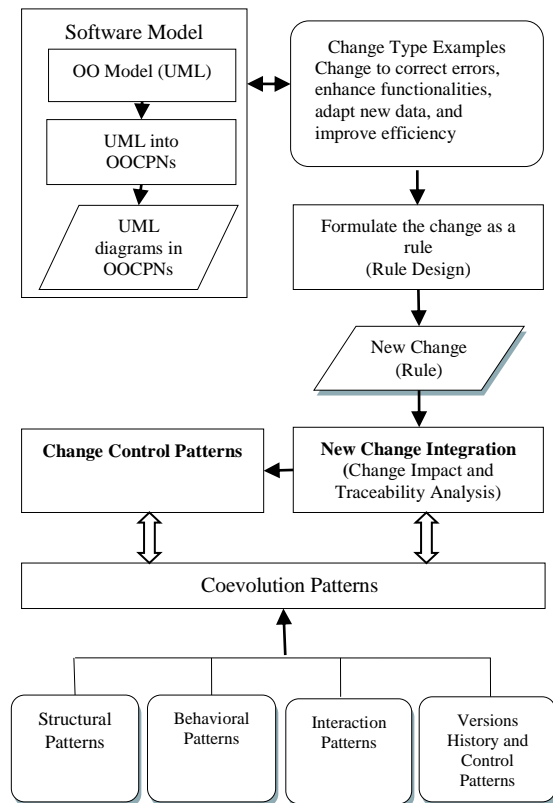 Software Model
OO Model (UML)
UML into
OOCPNs
UML
diagrams in
OOCPNs
Change Type Examples
Change to correct errors,
enhance functionalities,
adapt new data, and
improve efficiency
Formulate the change as a
rule
(Rule Design)
New Change
(Rule)
Change Control Patterns
New Change Integration
(Change Impact and
Traceability Analysis)
Coevolution Patterns
Structural
Patterns
Behavioral
Patterns
Interaction
Patterns
Versions
History and
Control
Patterns